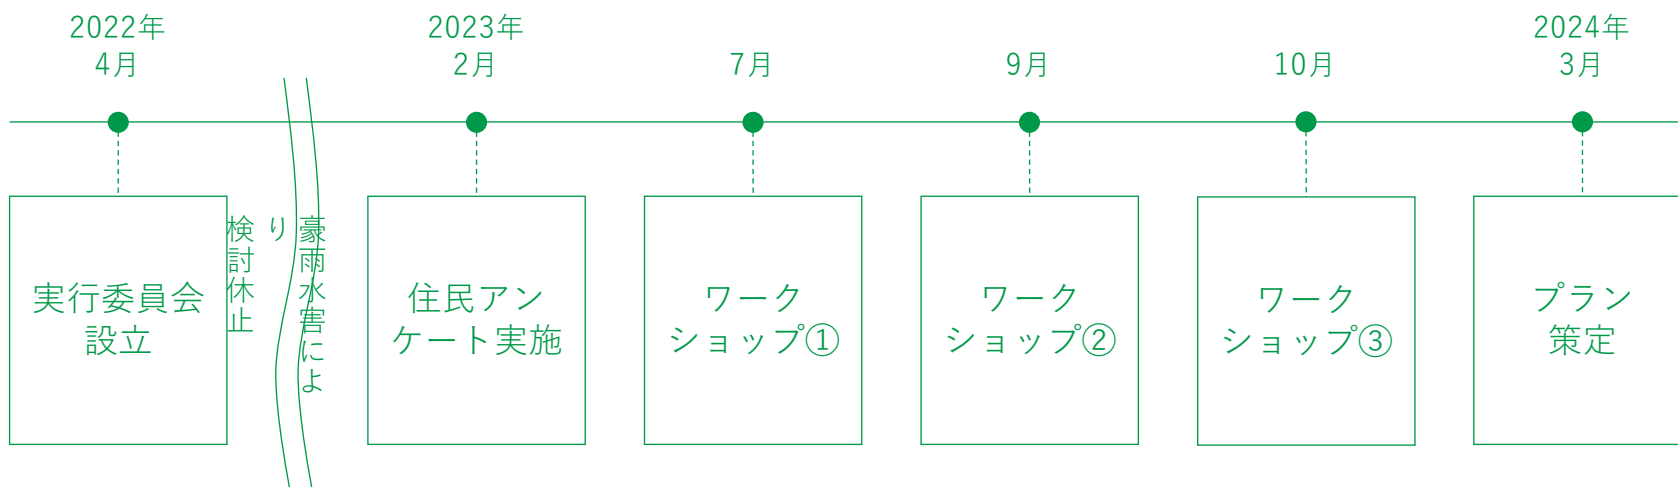 2022年
4月
2023年
2月
7月
9月
10月
2024年
3月
実行委員会
設立
豪雨水害によ
り
検討休止
住民アン
ケート実施
ワーク
ショップ①
ワーク
ショップ②
ワーク
ショップ③
プラン
策定